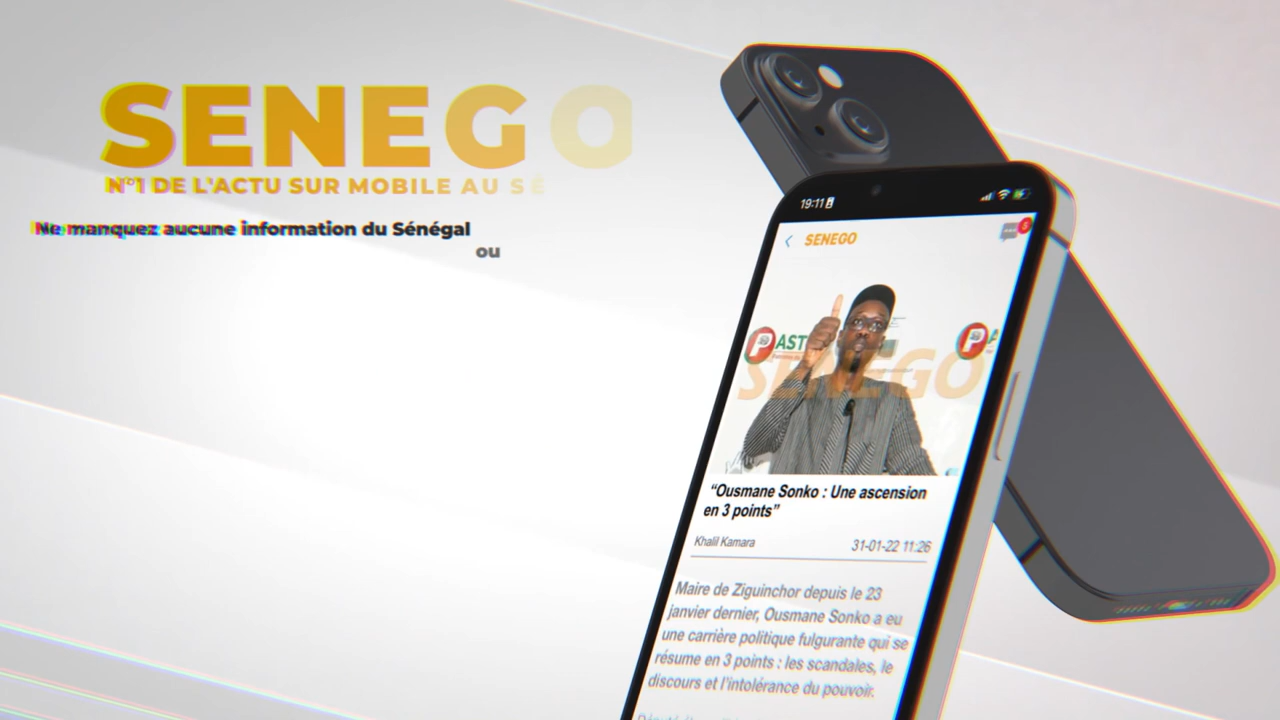 SENEGO
N°1 DE L'ACTU SUR MOBILE AU SÉ
Ne manquez aucune information du Sénégal
ou
19:11
SENEGO
5
PAST
P
SENEGO
"Ousmane Sonko : Une ascension
en 3 points"
Khalil Kamara
31-01-22 11:26
Maire de Ziguinchor depuis le 23
janvier dernier, Ousmane Sonko a eu
une carrière politique fulgurante qui se
résume en 3 points : les scandales, le
discours et l'intolérance du pouvoir.